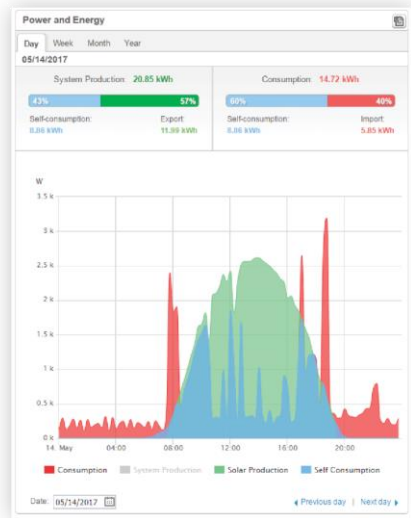 Power and Energy
Day Week Month Year
05/14/2017
System Production: 20.85 kWh
Consumption: 14.72 kWh
43% 57%
60% 40%
Self-consumption: Export:
8.86 kWh 11.99 kWh
Self-consumption: Import:
8.86 kWh 5.85 kWh
W
3.5 k
3 k
2.5 k
2 k
1.5 k
1 k
0.5 k
0 k
14. May 04:00 08:00 12:00 16:00 20:00
Consumption System Production Solar Production Self Consumption
Date: 05/14/2017 Previous day | Next day